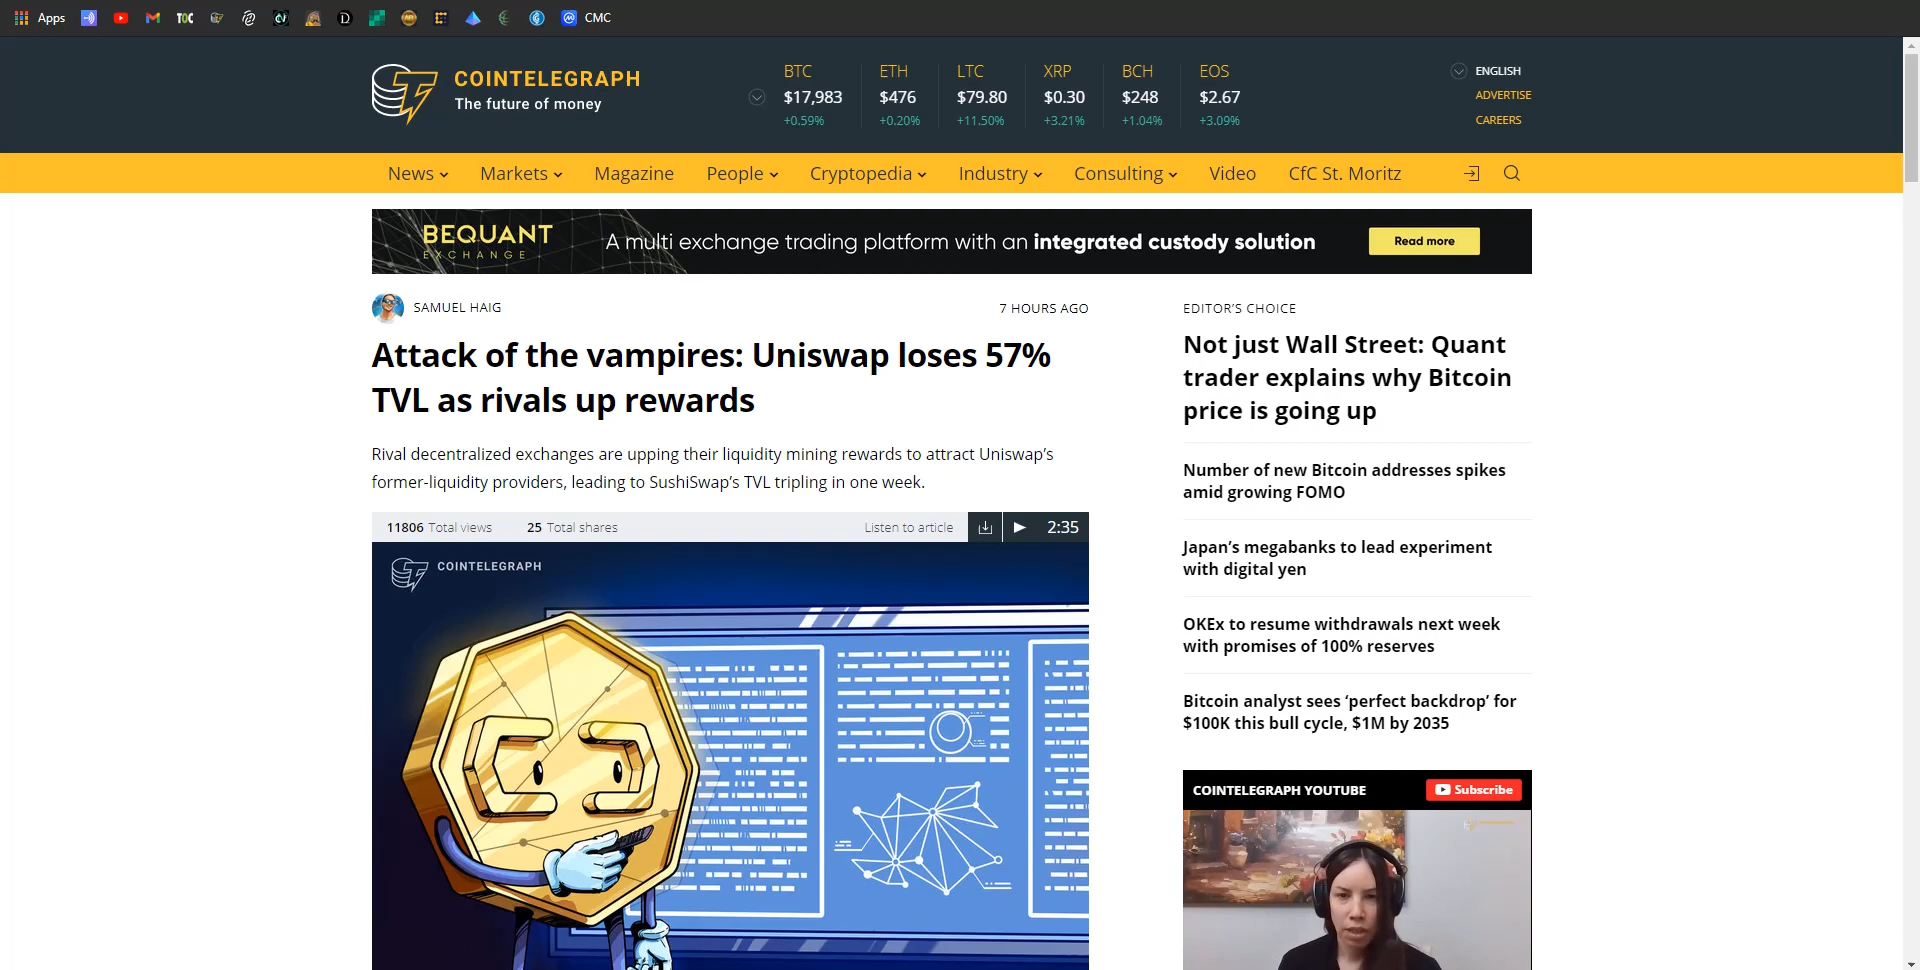 Apps
TOC
CMC
COINTELEGRAPH
The future of money
BTC
$17,983
+0.59%
ETH
$476
+0.20%
LTC
$79.80
+11.50%
XRP
$0.30
+3.21%
BCH
$248
+1.04%
EOS
$2.67
+3.09%
ENGLISH
ADVERTISE
CAREERS
News
Markets
Magazine
People
Cryptopedia
Industry
Consulting
Video
CfC St. Moritz
BEQUANT
EXCHANGE
A multi exchange trading platform with an integrated custody solution
Read more
SAMUEL HAIG
7 HOURS AGO
Attack of the vampires: Uniswap loses 57%
TVL as rivals up rewards
Rival decentralized exchanges are upping their liquidity mining rewards to attract Uniswap’s
former-liquidity providers, leading to SushiSwap’s TVL tripling in one week.
11806 Total views
25 Total shares
Listen to article
2:35
COINTELEGRAPH
EDITOR’S CHOICE
Not just Wall Street: Quant
trader explains why Bitcoin
price is going up
Number of new Bitcoin addresses spikes
amid growing FOMO
Japan’s megabanks to lead experiment
with digital yen
OKEx to resume withdrawals next week
with promises of 100% reserves
Bitcoin analyst sees ‘perfect backdrop’ for
$100K this bull cycle, $1M by 2035
COINTELEGRAPH YOUTUBE
Subscribe